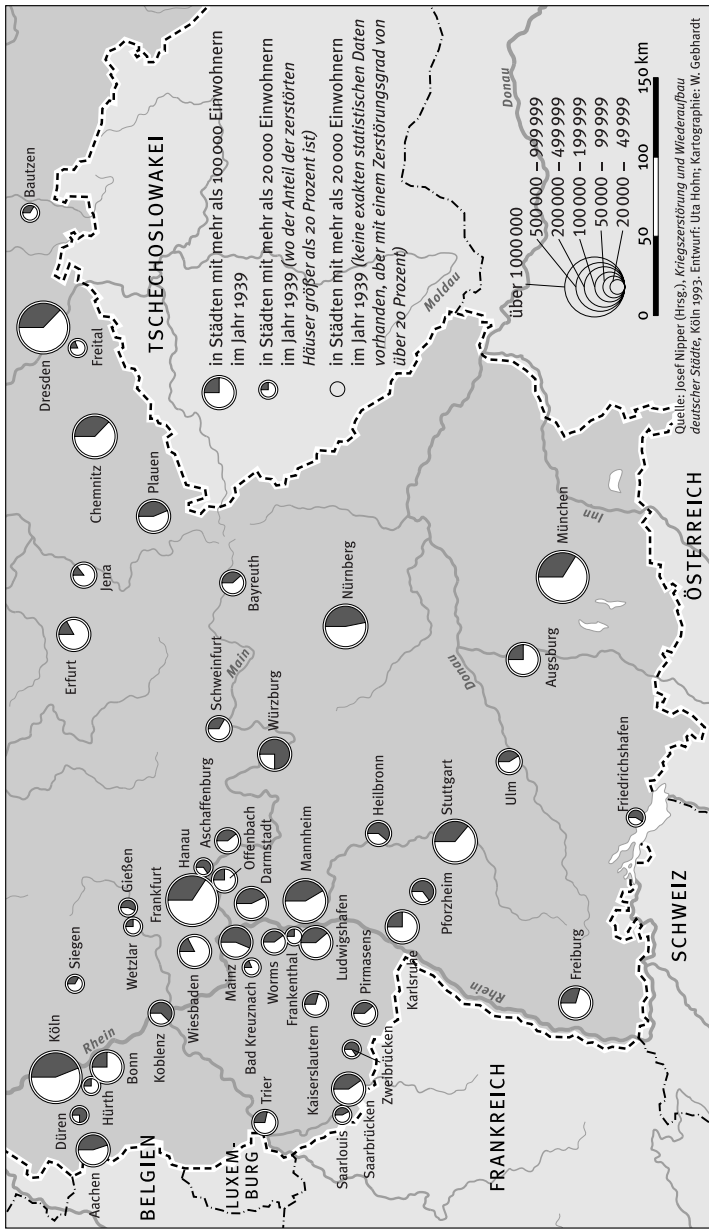 Bautzen
Dresden
Freital
Chemnitz
Plauen
Jena
Erfurt
Bayreuth
Nürnberg
Schweinfurt
Main
Würzburg
Aschaffenburg
Hanau
Offenbach
Darmstadt
Frankfurt
Gießen
Wetzlar
Siegen
Köln
Rhein
Düren
Hürth
Bonn
Aachen
Koblenz
Wiesbaden
Mainz
Bad Kreuznach
Worms
Frankenthal
Mannheim
Ludwigshafen
Kaiserslautern
Pirmasens
Zweibrücken
Trier
Saarlouis
Saarbrücken
Heilbronn
Stuttgart
Pforzheim
Karlsruhe
Rhein
Freiburg
Ulm
Donau
Augsburg
München
Inn
Friedrichshafen
Moldau
Donau
TSCHECHOSLOWAKEI
BELGIEN
LUXEM-
BURG
FRANKREICH
SCHWEIZ
ÖSTERREICH
in Städten mit mehr als 100 000 Einwohnern
im Jahr 1939
in Städten mit mehr als 20 000 Einwohnern
im Jahr 1939 (wo der Anteil der zerstörten
Häuser größer als 20 Prozent ist)
in Städten mit mehr als 20 000 Einwohnern
im Jahr 1939 (keine exakten statistischen Daten
vorhanden, aber mit einem Zerstörungsgrad von
über 20 Prozent)
über 1 000 000
500 000 – 999 999
200 000 – 499 999
100 000 – 199 999
50 000 – 99 999
20 000 – 49 999
0 50 100 150 km
Quelle: Josef Nipper (Hrsg.), Kriegszerstörung und Wiederaufbau
deutscher Städte, Köln 1993. Entwurf: Uta Hohn; Kartographie: W. Gebhardt